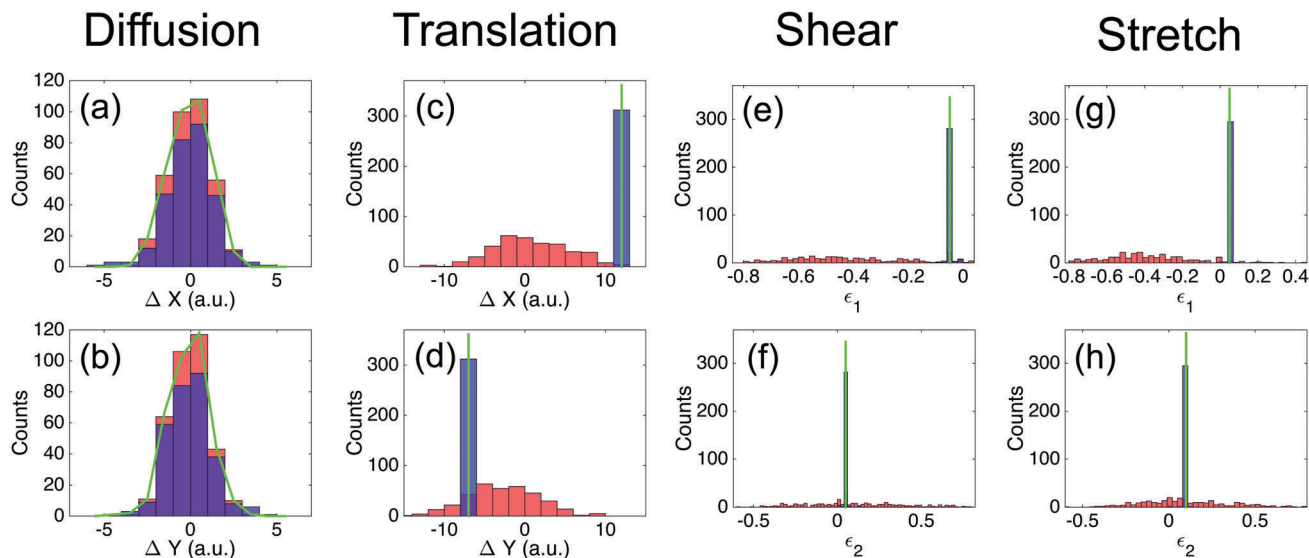 Diffusion Translation Shear Stretch
(a)
Counts
120
100
80
60
40
20
0
-5 0 5
Δ X (a.u.)
(c)
Counts
300
200
100
0
-10 0 10
Δ X (a.u.)
(e)
Counts
300
200
100
0
-0.8 -0.6 -0.4 -0.2 0
ϵ1
(g)
Counts
300
200
100
0
-0.8 -0.6 -0.4 -0.2 0 0.2 0.4
ϵ1
(b)
Counts
120
100
80
60
40
20
0
-5 0 5
Δ Y (a.u.)
(d)
Counts
300
200
100
0
-10 0 10
Δ Y (a.u.)
(f)
Counts
300
200
100
0
-0.5 0 0.5
ϵ2
(h)
Counts
300
200
100
0
-0.5 0 0.5
ϵ2